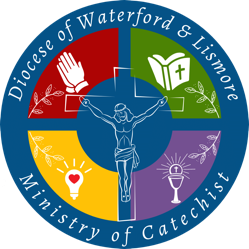 Diocese of Waterford & Lismore
Ministry of Catechist